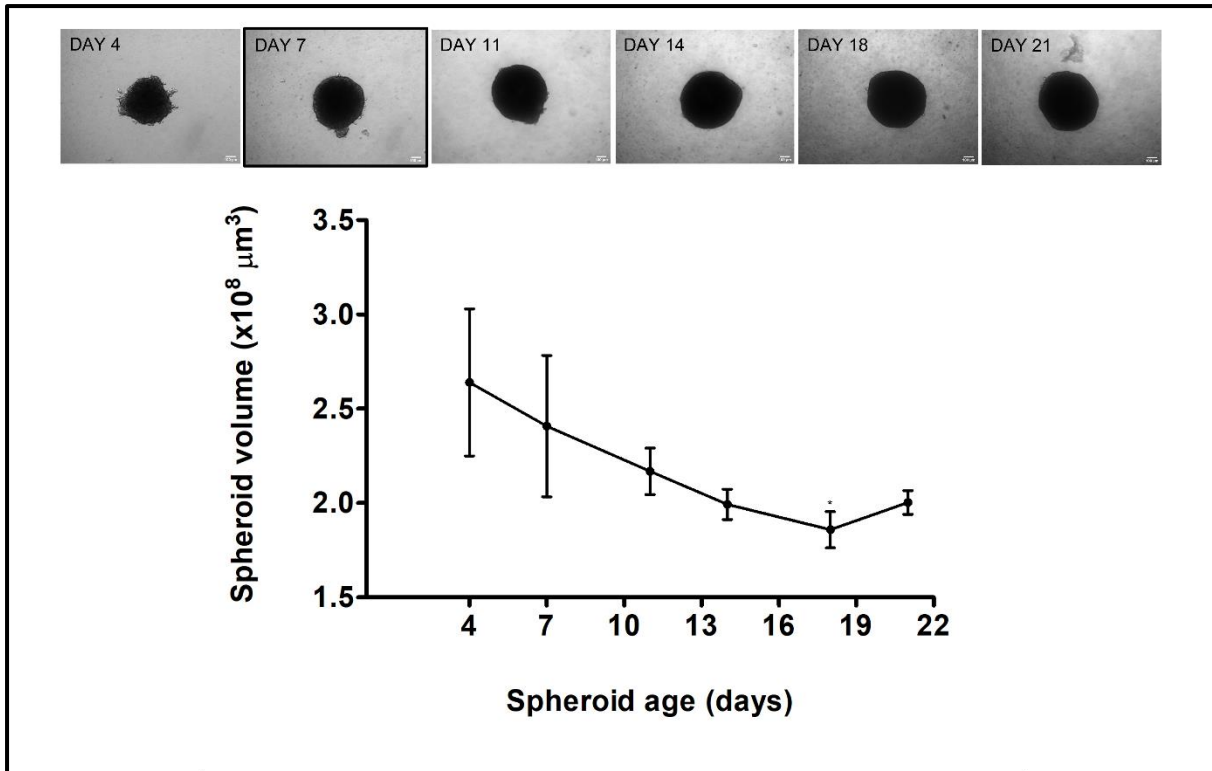 DAY 4
DAY 7
DAY 11
DAY 14
DAY 18
DAY 21
Spheroid volume (x10⁸ µm³)
3.5
3.0
2.5
2.0
1.5
*
4 7 10 13 16 19 22
Spheroid age (days)